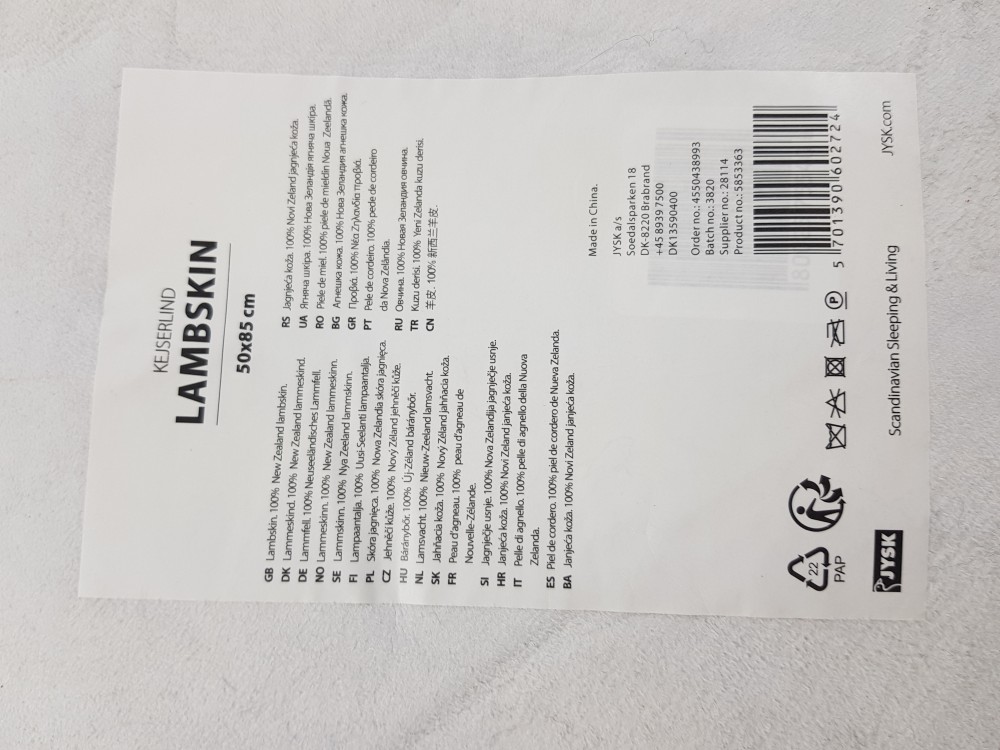 KEJSERLIND
LAMBSKIN
50x85 cm
GB Lambskin. 100% New Zealand lambskin.
DK Lammeskind. 100% New Zealand lammeskind.
DE Lammfell. 100% Neuseeländisches Lammfell.
NO Lammeskinn. 100% New Zealand lammeskinn.
SE Lammskinn. 100% Nya Zeeland lammskinn.
FI Lampaantalja. 100% Uusi-Seelanti lampaantalja.
PL Skóra jagnięca. 100% Nowa Zelandia skóra jagnięca.
CZ Jehněčí kůže. 100% Nový Zéland jehněčí kůže.
HU Báránybőr. 100% Új-Zéland báránybőr.
NL Lamsvacht. 100% Nieuw-Zeeland lamsvacht.
SK Jahňacia koža. 100% Nový Zéland jahňacia koža.
FR Peau d'agneau. 100% peau d'agneau de
Nouvelle-Zélande.
SI Jagnječje usnje. 100% Nova Zelandija jagnječje usnje.
HR Janjeća koža. 100% Novi Zeland janjeća koža.
IT Pelle di agnello. 100% pelle di agnello della Nuova
Zelanda.
ES Piel de cordero. 100% piel de cordero de Nueva Zelanda.
BA Janjeća koža. 100% Novi Zeland janjeća koža.
RS Jagnjeća koža. 100% Novi Zeland jagnjeća koža.
UA Ягняча шкіра. 100% Нова Зеландія ягняча шкіра.
RO Piele de miel. 100% piele de mieldin Noua Zeelandă.
BG Агнешка кожа. 100% Нова Зеландия агнешка кожа.
GR Προβιά. 100% Νέα Ζηλανδία προβιά.
PT Pele de cordeiro. 100% pede de cordeiro
da Nova Zelândia.
RU Овчина. 100% Новая Зеландия овчина.
TR Kuzu derisi. 100% Yeni Zelanda kuzu derisi.
CN 羊皮. 100% 新西兰羊皮.
Made in China.
JYSK a/s
Soedalsparken 18
DK-8220 Brabrand
+45 8939 7500
DK13590400
Order no.: 4550438993
Batch no.: 3820
Supplier no.: 28114
Product no.: 5853363
5 701390 602724
22
PAP
P
JYSK
Scandinavian Sleeping & Living
JYSK.com